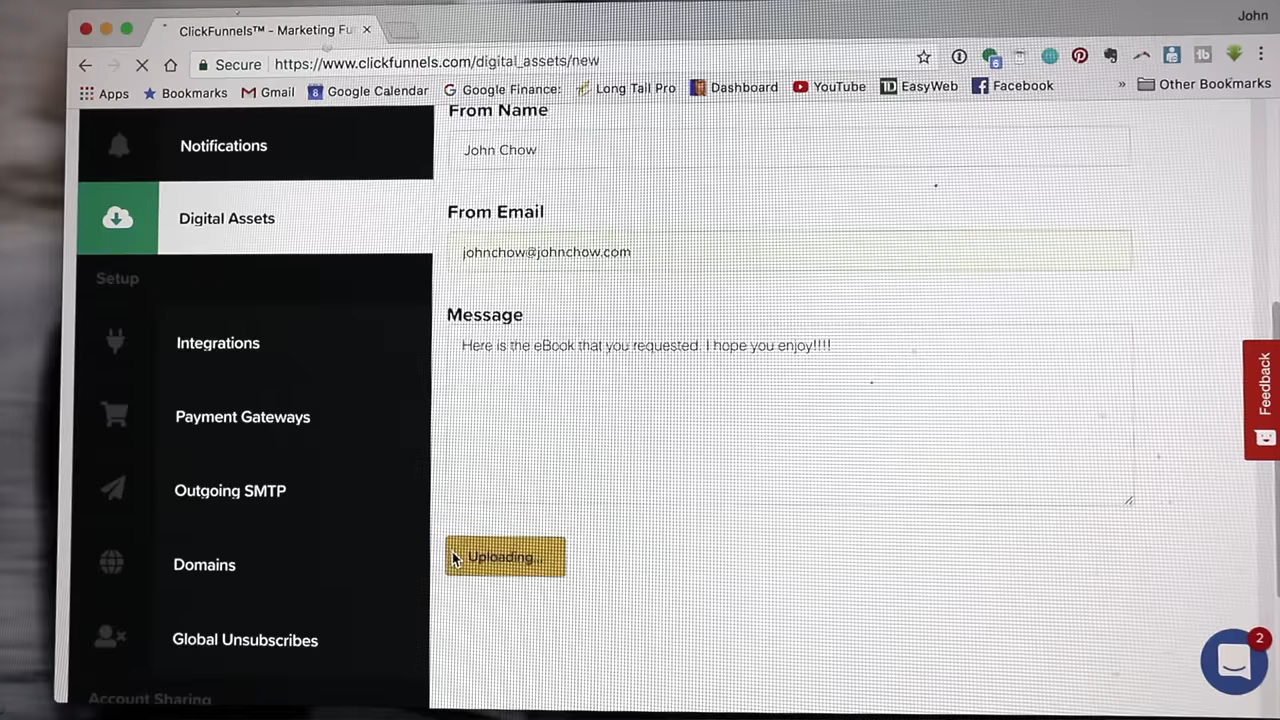 John
ClickFunnels™ - Marketing Fu
Secure https://www.clickfunnels.com/digital_assets/new
6
Apps Bookmarks Gmail 8 Google Calendar G Google Finance: Long Tail Pro Dashboard YouTube TD EasyWeb Facebook » Other Bookmarks
From Name
Notifications
John Chow
Digital Assets
From Email
johnchow@johnchow.com
Setup
Message
Integrations
Here is the eBook that you requested. I hope you enjoy!!!!
Feedback
Payment Gateways
Outgoing SMTP
Uploading...
Domains
Global Unsubscribes
2
Account Sharing